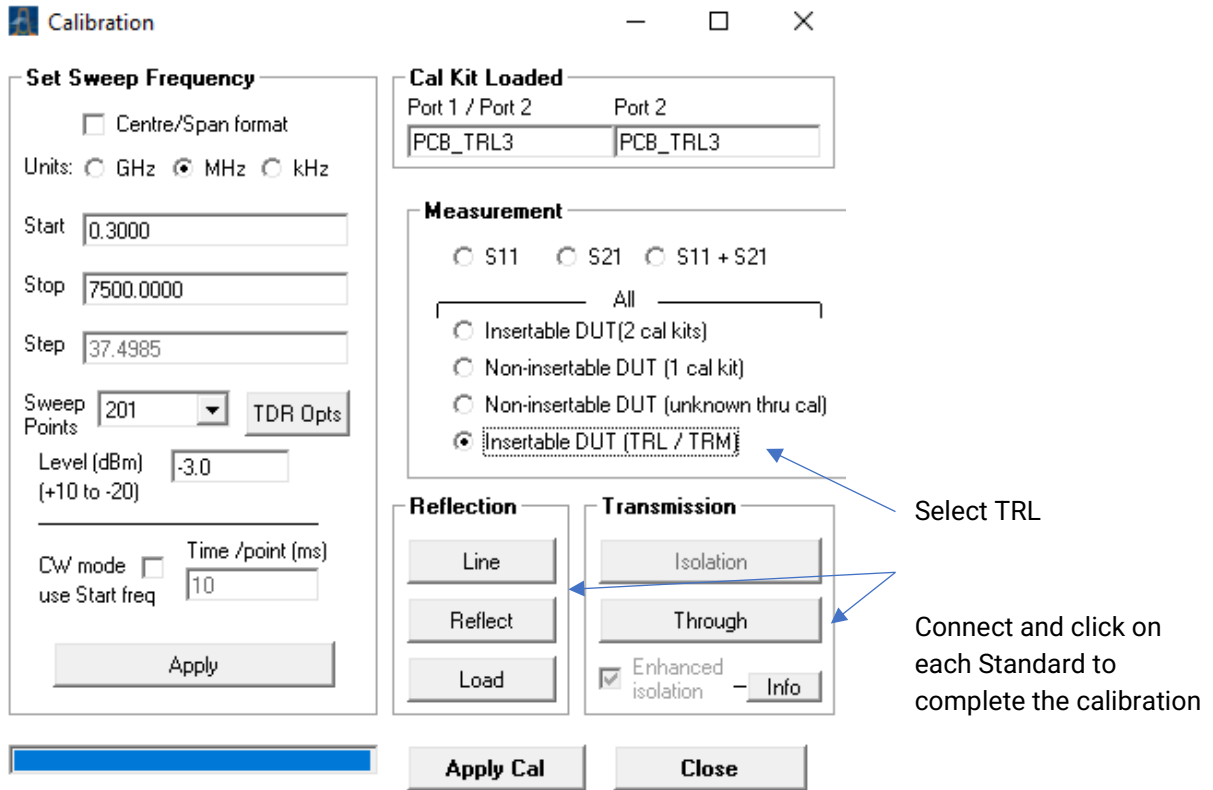 Calibration
Set Sweep Frequency
Centre/Span format
Units: GHz MHz kHz
Start 0.3000
Stop 7500.0000
Step 37.4985
Sweep Points 201 TDR Opts
Level (dBm) -3.0
(+10 to -20)
CW mode
use Start freq
Time /point (ms)
10
Apply
Cal Kit Loaded
Port 1 / Port 2 Port 2
PCB_TRL3 PCB_TRL3
Measurement
S11 S21 S11 + S21
All
Insertable DUT(2 cal kits)
Non-insertable DUT (1 cal kit)
Non-insertable DUT (unknown thru cal)
Insertable DUT (TRL / TRM)
Reflection
Line
Reflect
Load
Transmission
Isolation
Through
Enhanced
isolation – Info
Apply Cal Close
Select TRL
Connect and click on
each Standard to
complete the calibration